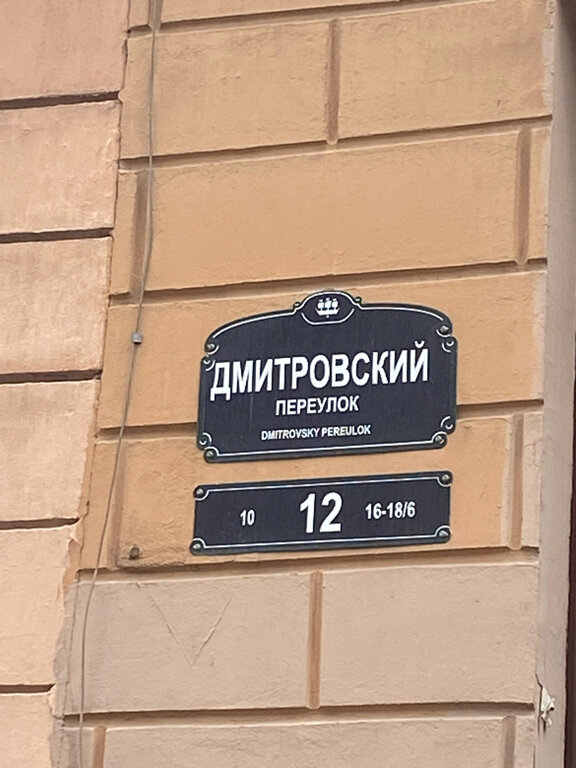 ДМИТРОВСКИЙ
ПЕРЕУЛОК
DMITROVSKY PEREULOK
10 12 16-18/6